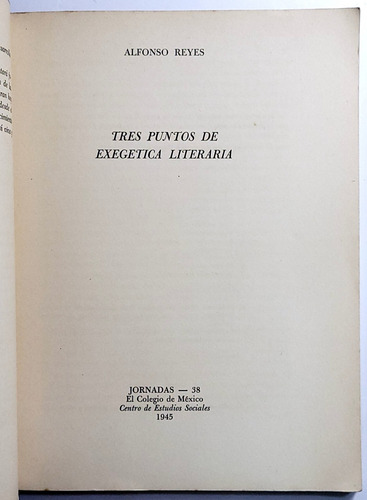 ALFONSO REYES
TRES PUNTOS DE
EXEGETICA LITERARIA
JORNADAS — 38
El Colegio de México
Centro de Estudios Sociales
1945